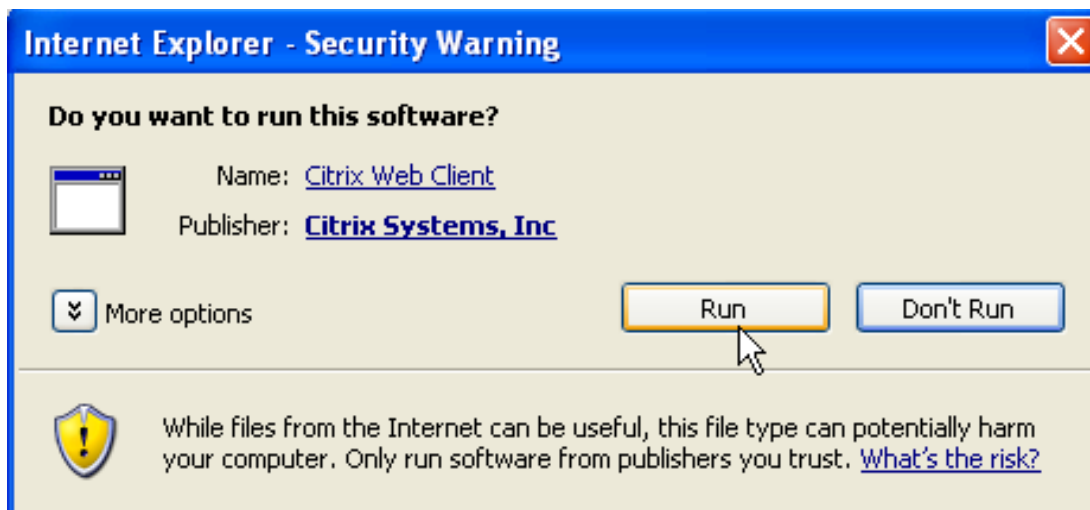 Internet Explorer - Security Warning
Do you want to run this software?
Name: Citrix Web Client
Publisher: Citrix Systems, Inc
More options
Run
Don't Run
While files from the Internet can be useful, this file type can potentially harm
your computer. Only run software from publishers you trust. What's the risk?